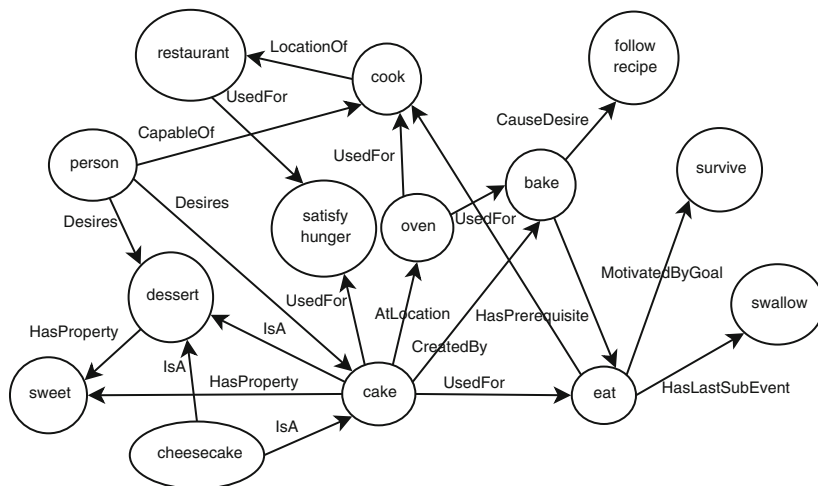 restaurant
LocationOf
cook
follow
recipe
UsedFor
CapableOf
CauseDesire
person
UsedFor
bake
survive
Desires
Desires
satisfy
hunger
oven
UsedFor
MotivatedByGoal
dessert
UsedFor
AtLocation
HasPrerequisite
swallow
HasProperty
IsA
CreatedBy
IsA
HasProperty
UsedFor
HasLastSubEvent
sweet
cake
eat
IsA
cheesecake